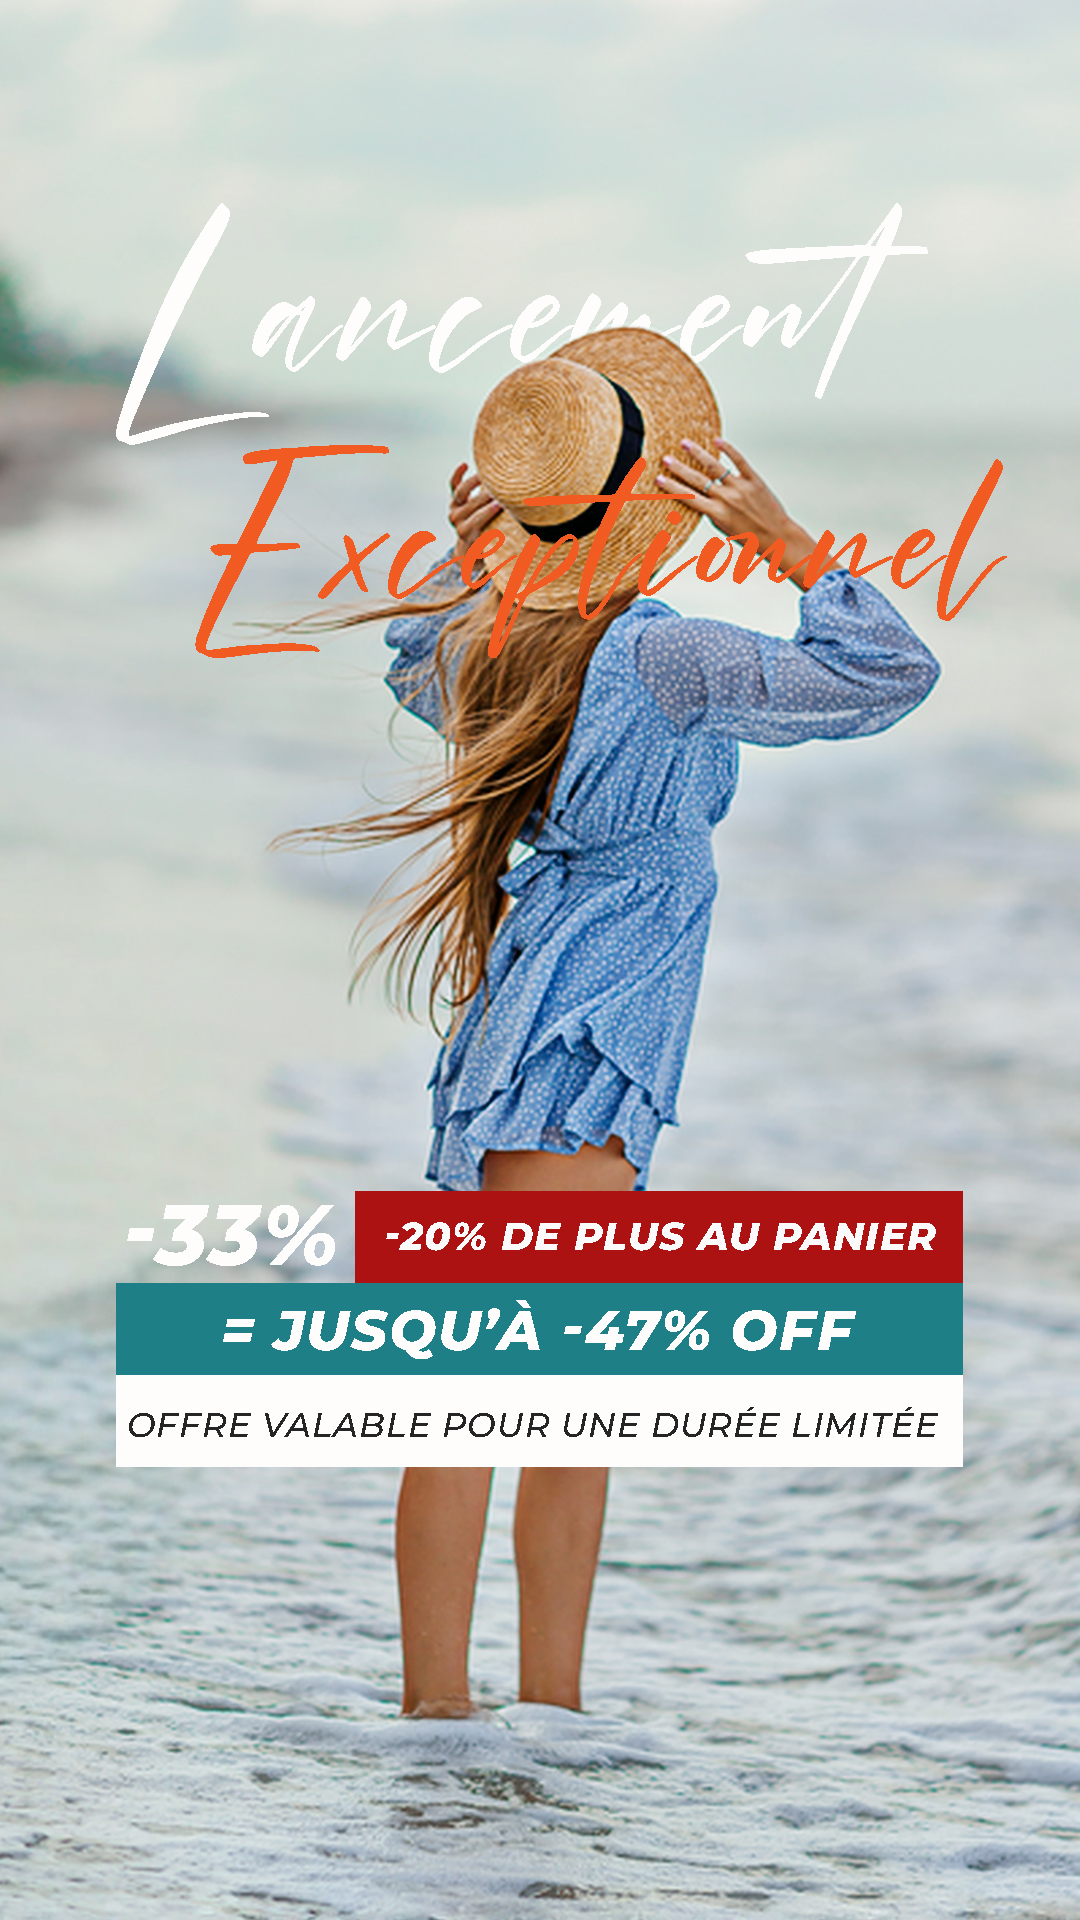 Lancement
Exceptionnel
-33% -20% DE PLUS AU PANIER
= JUSQU’À -47% OFF
OFFRE VALABLE POUR UNE DURÉE LIMITÉE